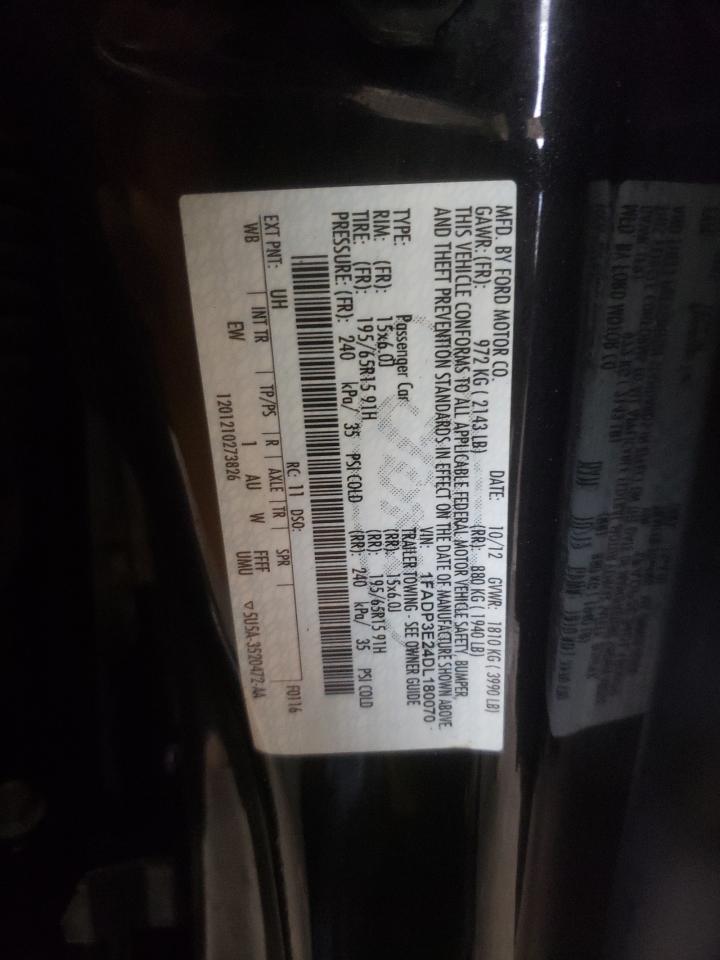 MFD. BY FORD MOTOR CO.
DATE: 10/12 GVWR: 1810 KG ( 3990 LB)
GAWR: (FR): 972 KG ( 2143 LB) (RR): 880 KG ( 1940 LB)
THIS VEHICLE CONFORMS TO ALL APPLICABLE FEDERAL MOTOR VEHICLE SAFETY, BUMPER,
AND THEFT PREVENTION STANDARDS IN EFFECT ON THE DATE OF MANUFACTURE SHOWN ABOVE.
VIN: 1FADP3E24DL180070
TYPE: Passenger Car TRAILER TOWING - SEE OWNER GUIDE
RIM: (FR): 15x6.0J (RR): 15x6.0J
TIRE: (FR): 195/65R15 91H (RR): 195/65R15 91H
PRESSURE: (FR): 240 kPa/ 35 PSI COLD (RR): 240 kPa/ 35 PSI COLD
F0116
EXT PNT: UH RC: 11 DSO:
WB INT TR TP/PS R AXLE TR SPR
EW 1 AU W FFFF
UMU
1201210273826
▽ 5U5A-3520472-AA